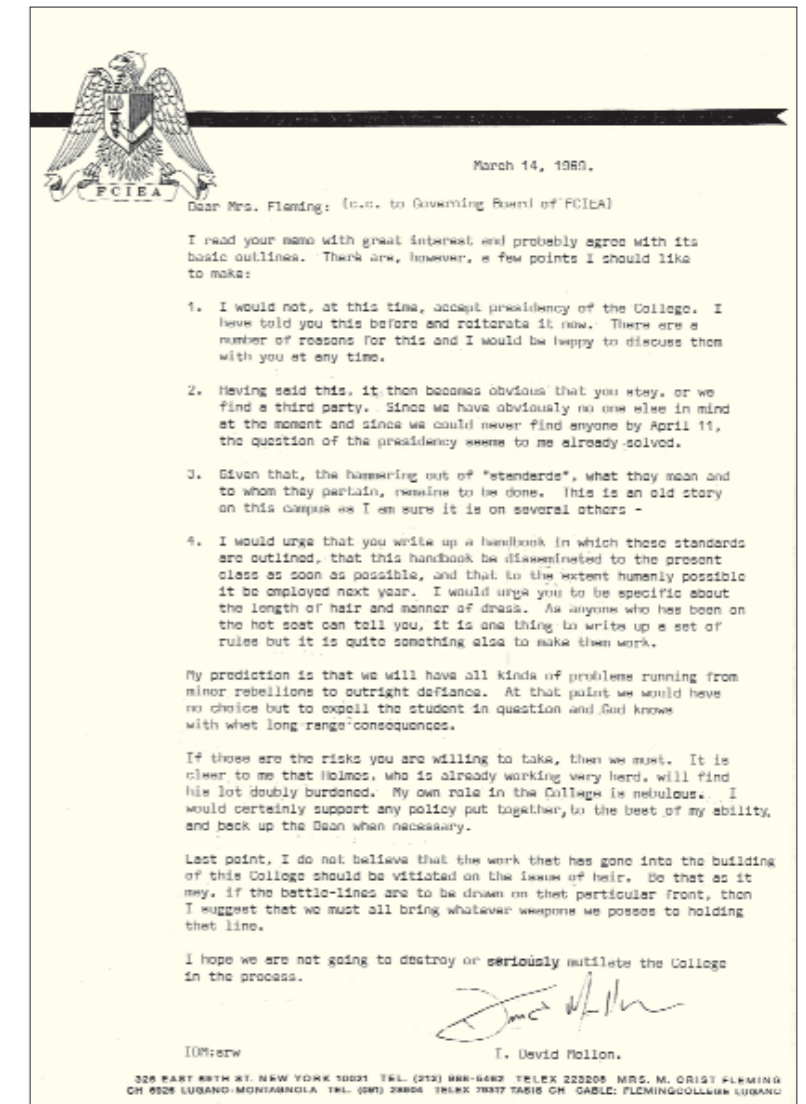 FCIEA
March 14, 1969.
Dear Mrs. Fleming: (c.c. to Governing Board of FCIEA)
I read your memo with great interest and probably agree with its
basic outlines. There are, however, a few points I should like
to make:
1. I would not, at this time, accept presidency of the College. I
have told you this before and reiterate it now. There are a
number of reasons for this and I would be happy to discuss them
with you at any time.
2. Having said this, it then becomes obvious that you stay, or we
find a third party. Since we have obviously no one else in mind
at the moment and since we could never find anyone by April 11,
the question of the presidency seems to me already solved.
3. Given that, the hammering out of "standards", what they mean and
to whom they pertain, remains to be done. This is an old story
on this campus as I am sure it is on several others -
4. I would urge that you write up a handbook in which these standards
are outlined, that this handbook be disseminated to the present
class as soon as possible, and that to the extent humanly possible
it be employed next year. I would urge you to be specific about
the length of hair and manner of dress. As anyone who has been on
the hot seat can tell you, it is one thing to write up a set of
rules but it is quite something else to make them work.
My prediction is that we will have all kinds of problems running from
minor rebellions to outright defiance. At that point we would have
no choice but to expell the student in question and God knows
with what long range consequences.
If those are the risks you are willing to take, then we must. It is
clear to me that Holmes, who is already working very hard, will find
his lot doubly burdened. My own role in the College is nebulous. I
would certainly support any policy put together, to the best of my ability,
and back up the Dean when necessary.
Last point, I do not believe that the work that has gone into the building
of this College should be vitiated on the issue of hair. Be that as it
may, if the battle-lines are to be drawn on that particular front, then
I suggest that we must all bring whatever weapons we posses to holding
that line.
I hope we are not going to destroy or seriously mutilate the College
in the process.
IDM:srw
I. David Mollon.
326 EAST 69TH ST. NEW YORK 10021 TEL. (212) 988-5462 TELEX 223208 MRS. M. CRIST FLEMING
CH 6926 LUGANO-MONTAGNOLA TEL. (091) 28904 TELEX 79317 TASIS CH CABLE: FLEMINGCOLLEGE LUGANO